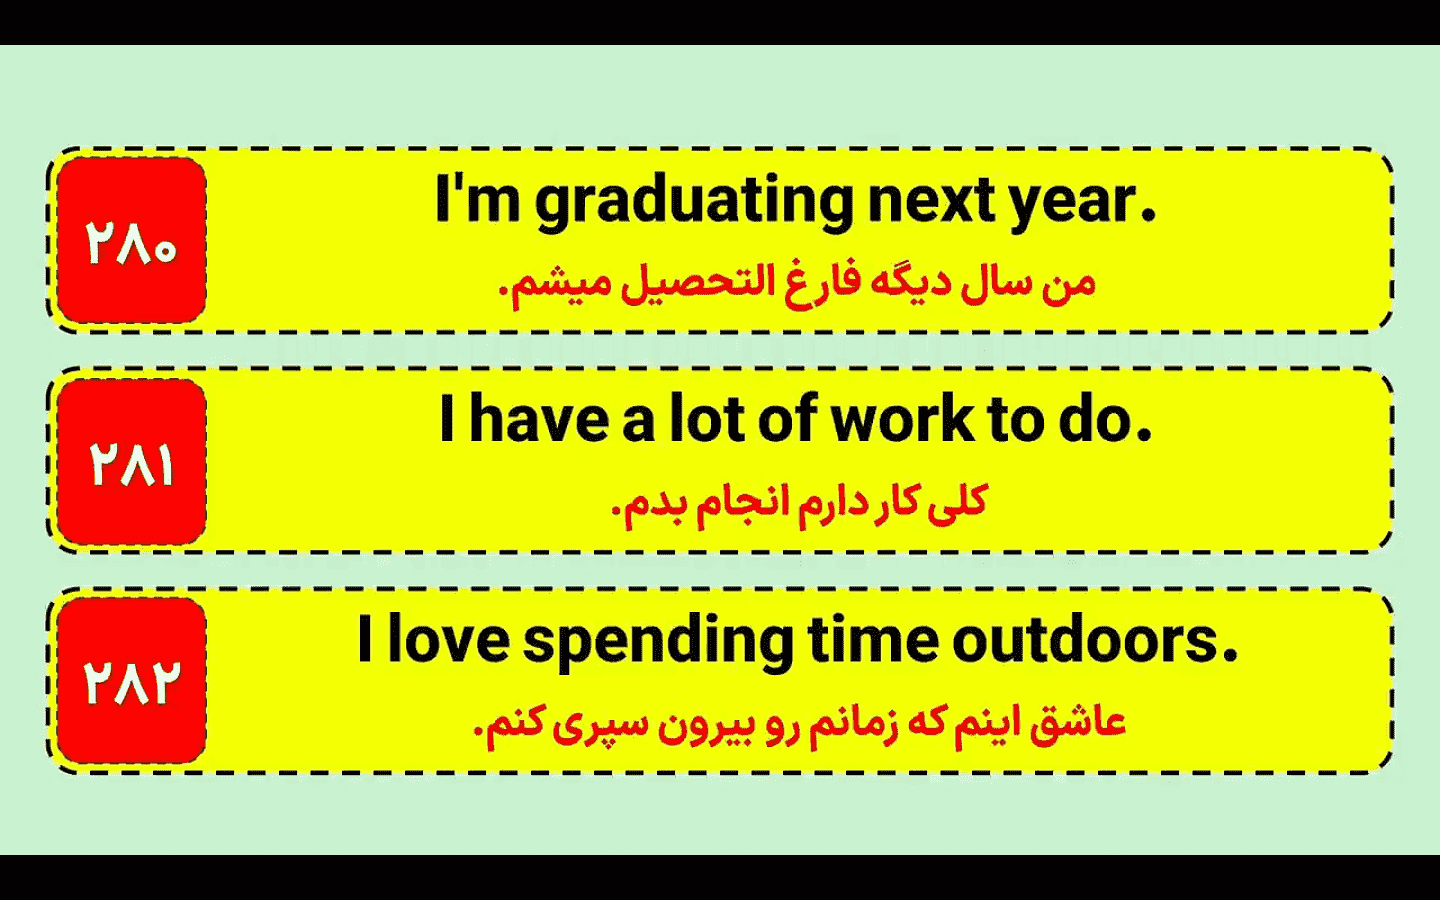 ۲۸۰
I'm graduating next year.
من سال دیگه فارغ التحصیل میشم.
۲۸۱
I have a lot of work to do.
کلی کار دارم انجام بدم.
۲۸۲
I love spending time outdoors.
عاشق اینم که زمانم رو بیرون سپری کنم.